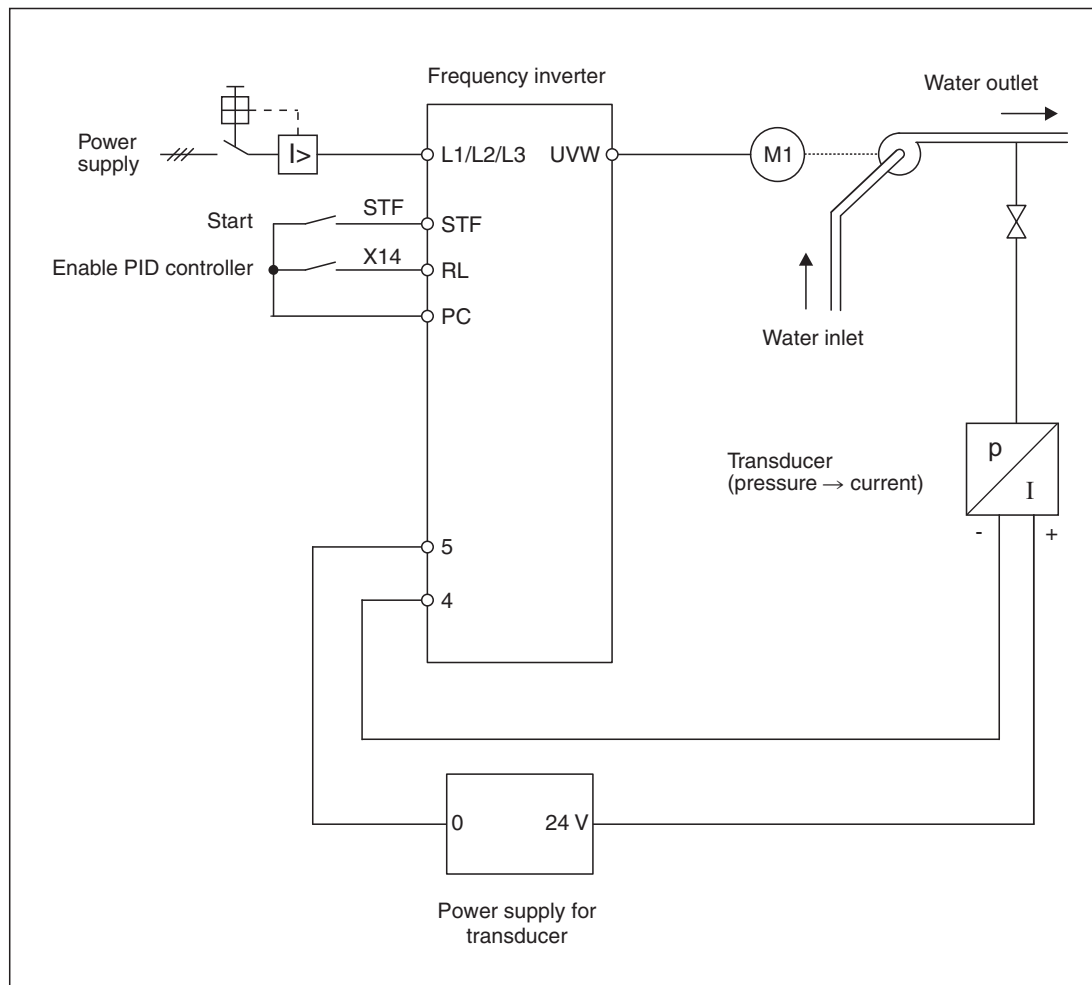 Frequency inverter
Water outlet
Power
supply
I>
L1/L2/L3
UVW
M1
Start
STF
STF
Enable PID controller
X14
RL
PC
Water inlet
Transducer
(pressure → current)
p
I
-
+
5
4
0
24 V
Power supply for
transducer